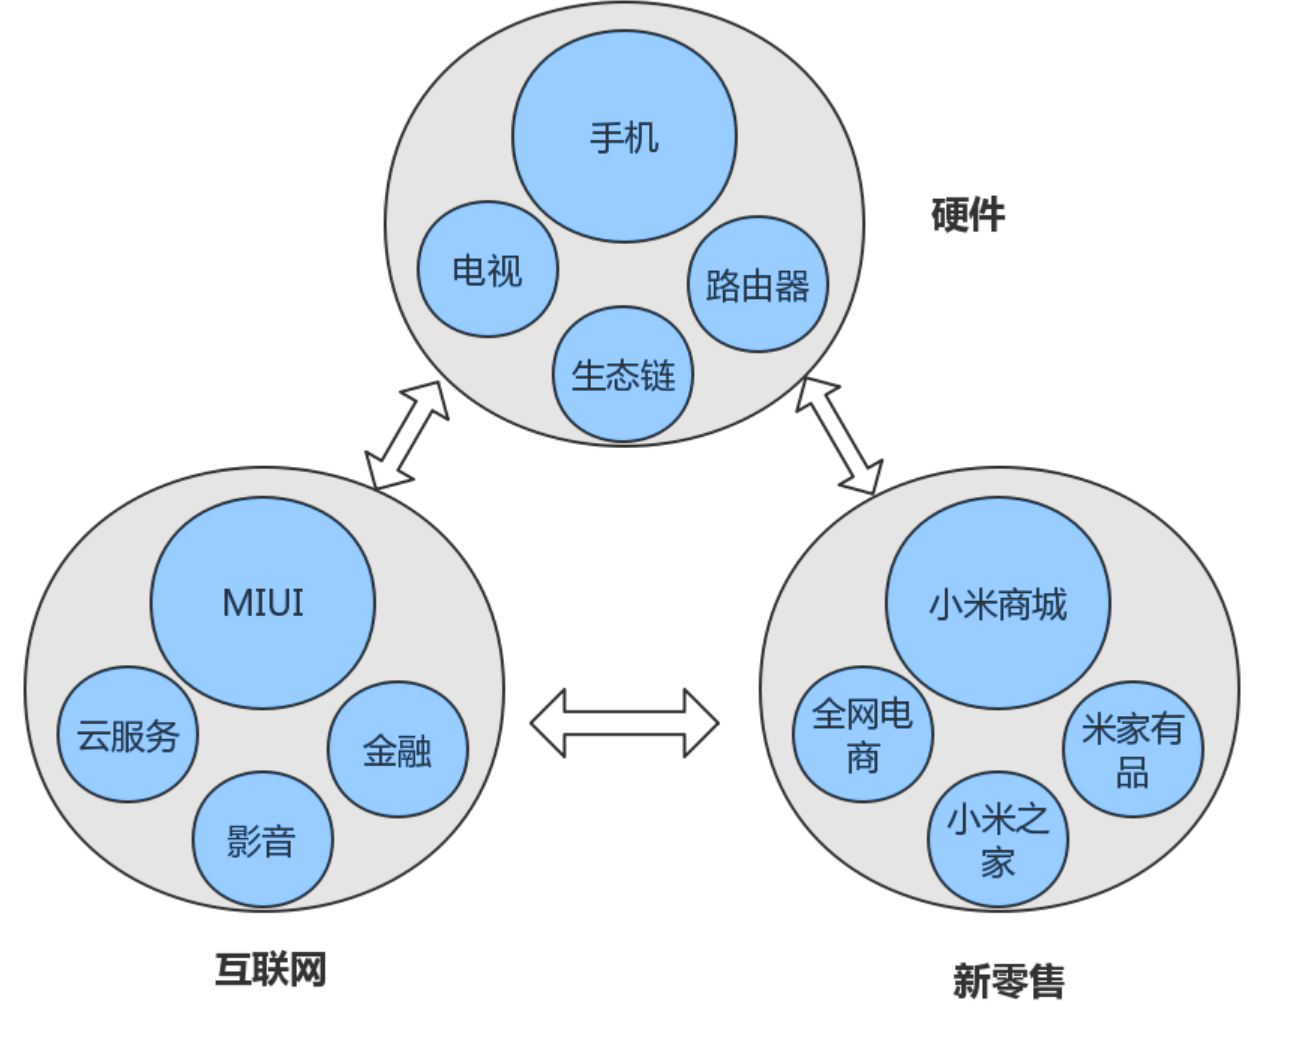 手机
硬件
电视
路由器
生态链
MIUI
云服务
金融
影音
互联网
小米商城
全网电
商
米家有
品
小米之
家
新零售